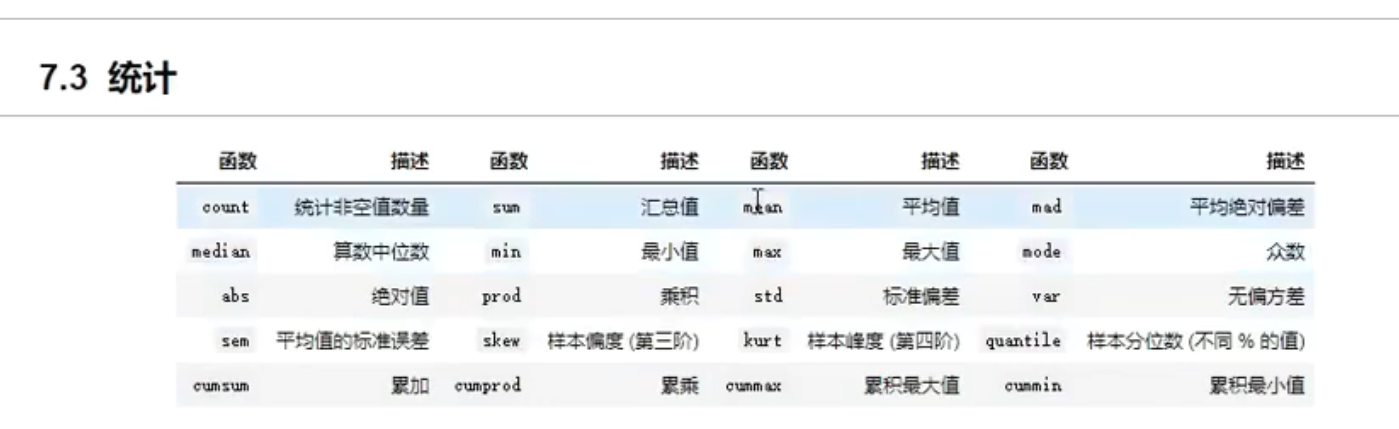 7.3 统计
函数 描述 函数 描述 函数 描述 函数 描述
count 统计非空值数量 sum 汇总值 mean 平均值 mad 平均绝对偏差
median 算数中位数 min 最小值 max 最大值 mode 众数
abs 绝对值 prod 乘积 std 标准偏差 var 无偏方差
sem 平均值的标准误差 skew 样本偏度 (第三阶) kurt 样本峰度 (第四阶) quantile 样本分位数 (不同 % 的值)
cumsum 累加 cumprod 累乘 cummax 累积最大值 cummin 累积最小值